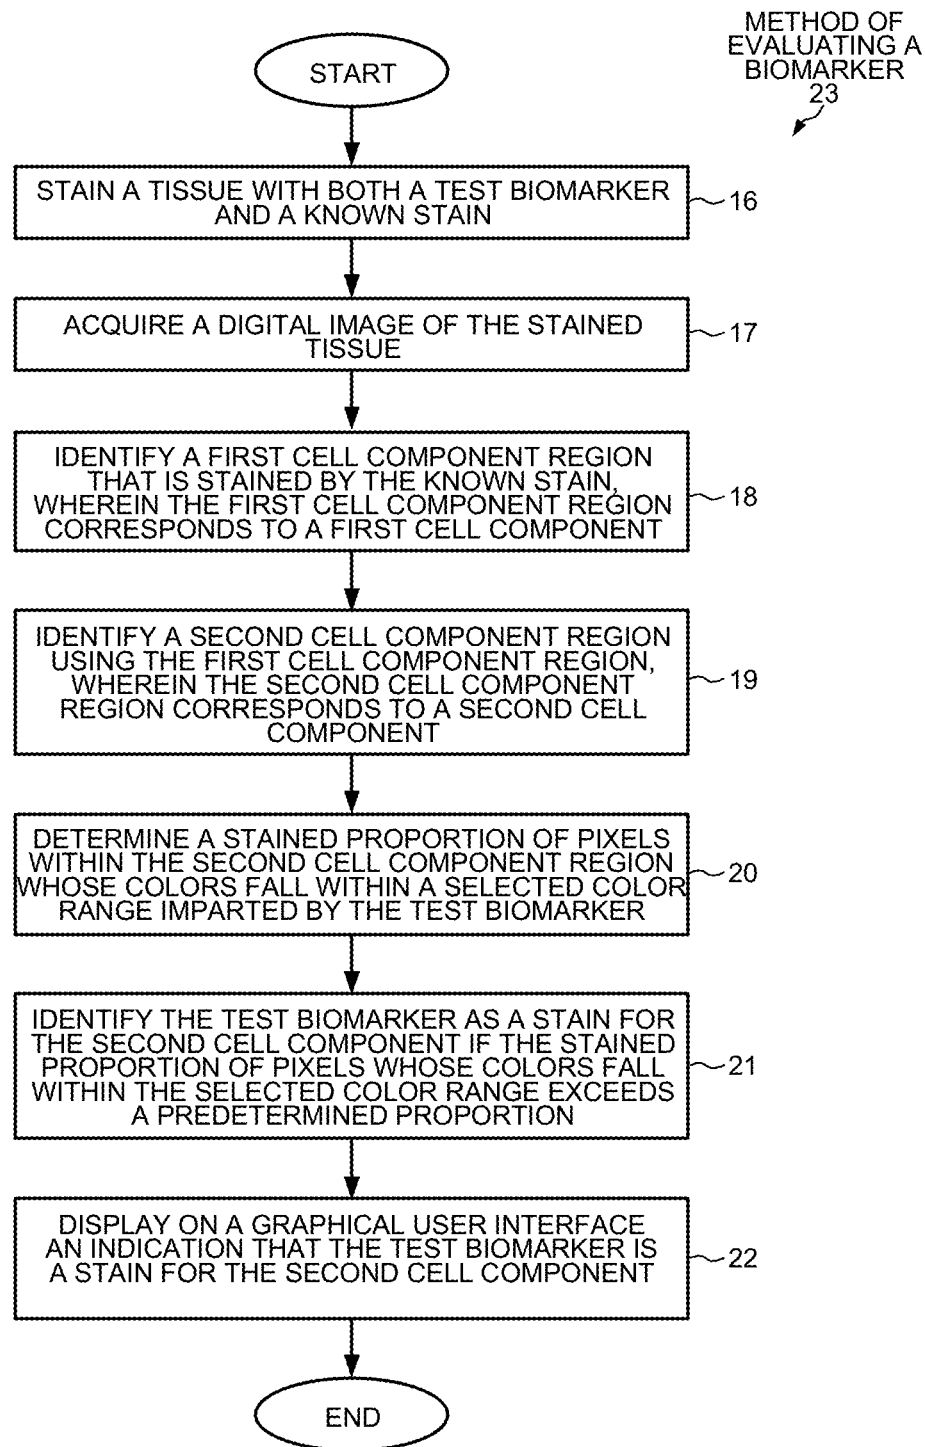 METHOD OF
EVALUATING A
BIOMARKER
23
START
STAIN A TISSUE WITH BOTH A TEST BIOMARKER
AND A KNOWN STAIN
16
ACQUIRE A DIGITAL IMAGE OF THE STAINED
TISSUE
17
IDENTIFY A FIRST CELL COMPONENT REGION
THAT IS STAINED BY THE KNOWN STAIN,
WHEREIN THE FIRST CELL COMPONENT REGION
CORRESPONDS TO A FIRST CELL COMPONENT
18
IDENTIFY A SECOND CELL COMPONENT REGION
USING THE FIRST CELL COMPONENT REGION,
WHEREIN THE SECOND CELL COMPONENT
REGION CORRESPONDS TO A SECOND CELL
COMPONENT
19
DETERMINE A STAINED PROPORTION OF PIXELS
WITHIN THE SECOND CELL COMPONENT REGION
WHOSE COLORS FALL WITHIN A SELECTED COLOR
RANGE IMPARTED BY THE TEST BIOMARKER
20
IDENTIFY THE TEST BIOMARKER AS A STAIN FOR
THE SECOND CELL COMPONENT IF THE STAINED
PROPORTION OF PIXELS WHOSE COLORS FALL
WITHIN THE SELECTED COLOR RANGE EXCEEDS
A PREDETERMINED PROPORTION
21
DISPLAY ON A GRAPHICAL USER INTERFACE
AN INDICATION THAT THE TEST BIOMARKER IS
A STAIN FOR THE SECOND CELL COMPONENT
22
END